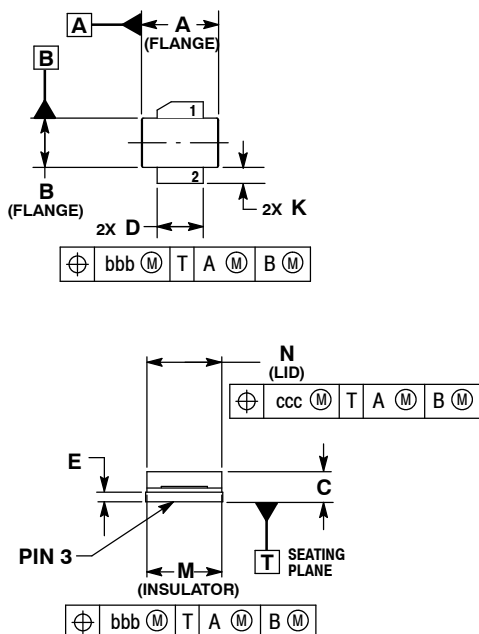 A
A
(FLANGE)
B
1
2
B
(FLANGE)
2X K
2X D
⌖ bbb Ⓜ T A Ⓜ B Ⓜ
N
(LID)
⌖ ccc Ⓜ T A Ⓜ B Ⓜ
E
C
PIN 3
M
(INSULATOR)
T SEATING
PLANE
⌖ bbb Ⓜ T A Ⓜ B Ⓜ